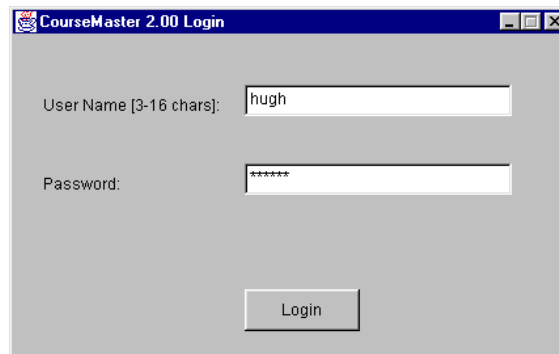 CourseMaster 2.00 Login
User Name [3-16 chars]: hugh
Password: ******
Login